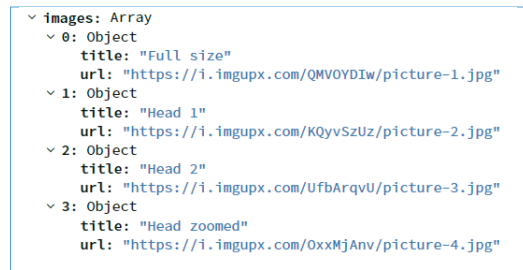 images: Array
0: Object
title: "Full size"
url: "https://i.imgupx.com/QMVOYDIw/picture-1.jpg"
1: Object
title: "Head 1"
url: "https://i.imgupx.com/KQyvSzUz/picture-2.jpg"
2: Object
title: "Head 2"
url: "https://i.imgupx.com/UfbArqvU/picture-3.jpg"
3: Object
title: "Head zoomed"
url: "https://i.imgupx.com/OxxMjAnv/picture-4.jpg"